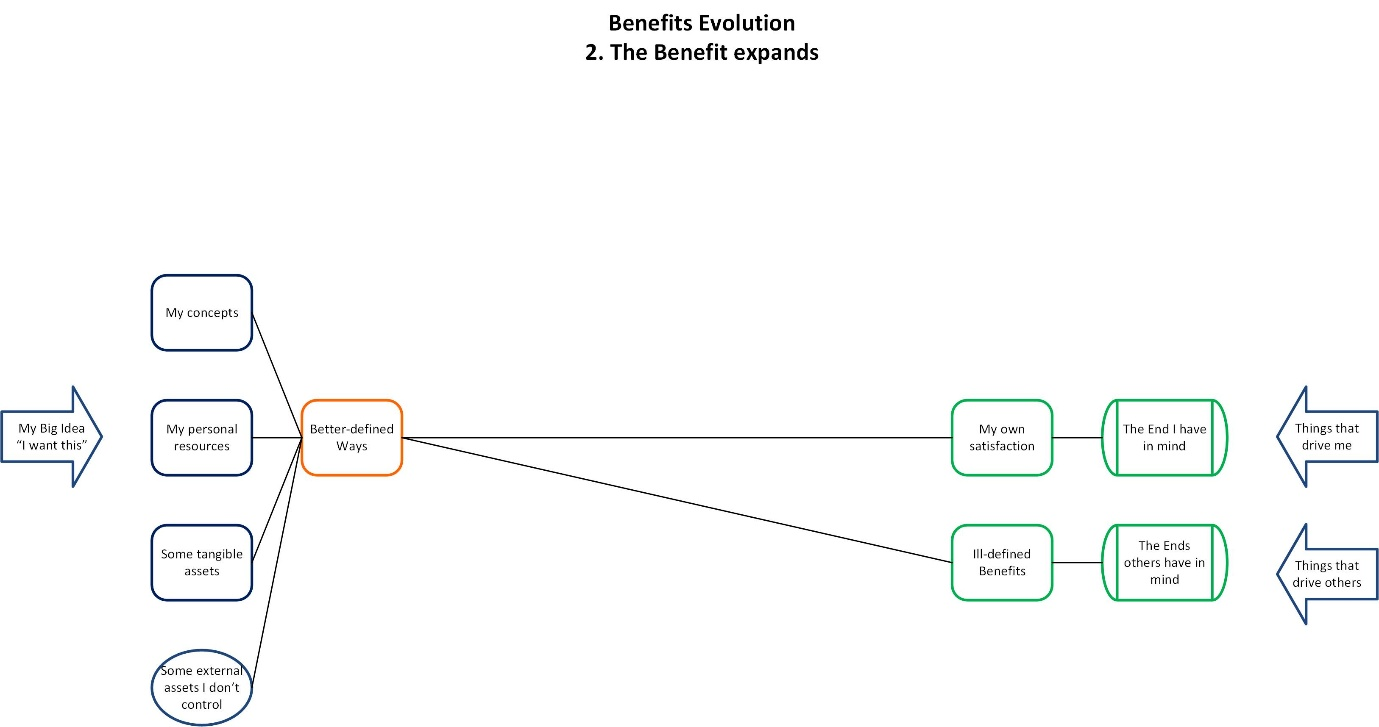 Benefits Evolution
2. The Benefit expands
My concepts
My Big Idea
“I want this”
My personal
resources
Better-defined
Ways
My own
satisfaction
The End I have
in mind
Things that
drive me
Some tangible
assets
Ill-defined
Benefits
The Ends
others have in
mind
Things that
drive others
Some external
assets I don’t
control